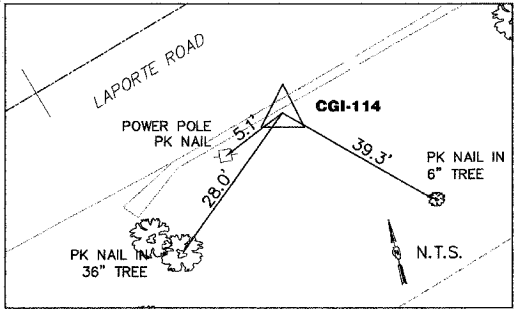 LAPORTE ROAD
CGI-114
POWER POLE
PK NAIL
5.1'
39.3'
28.0'
PK NAIL IN
6" TREE
PK NAIL IN
36" TREE
N.T.S.